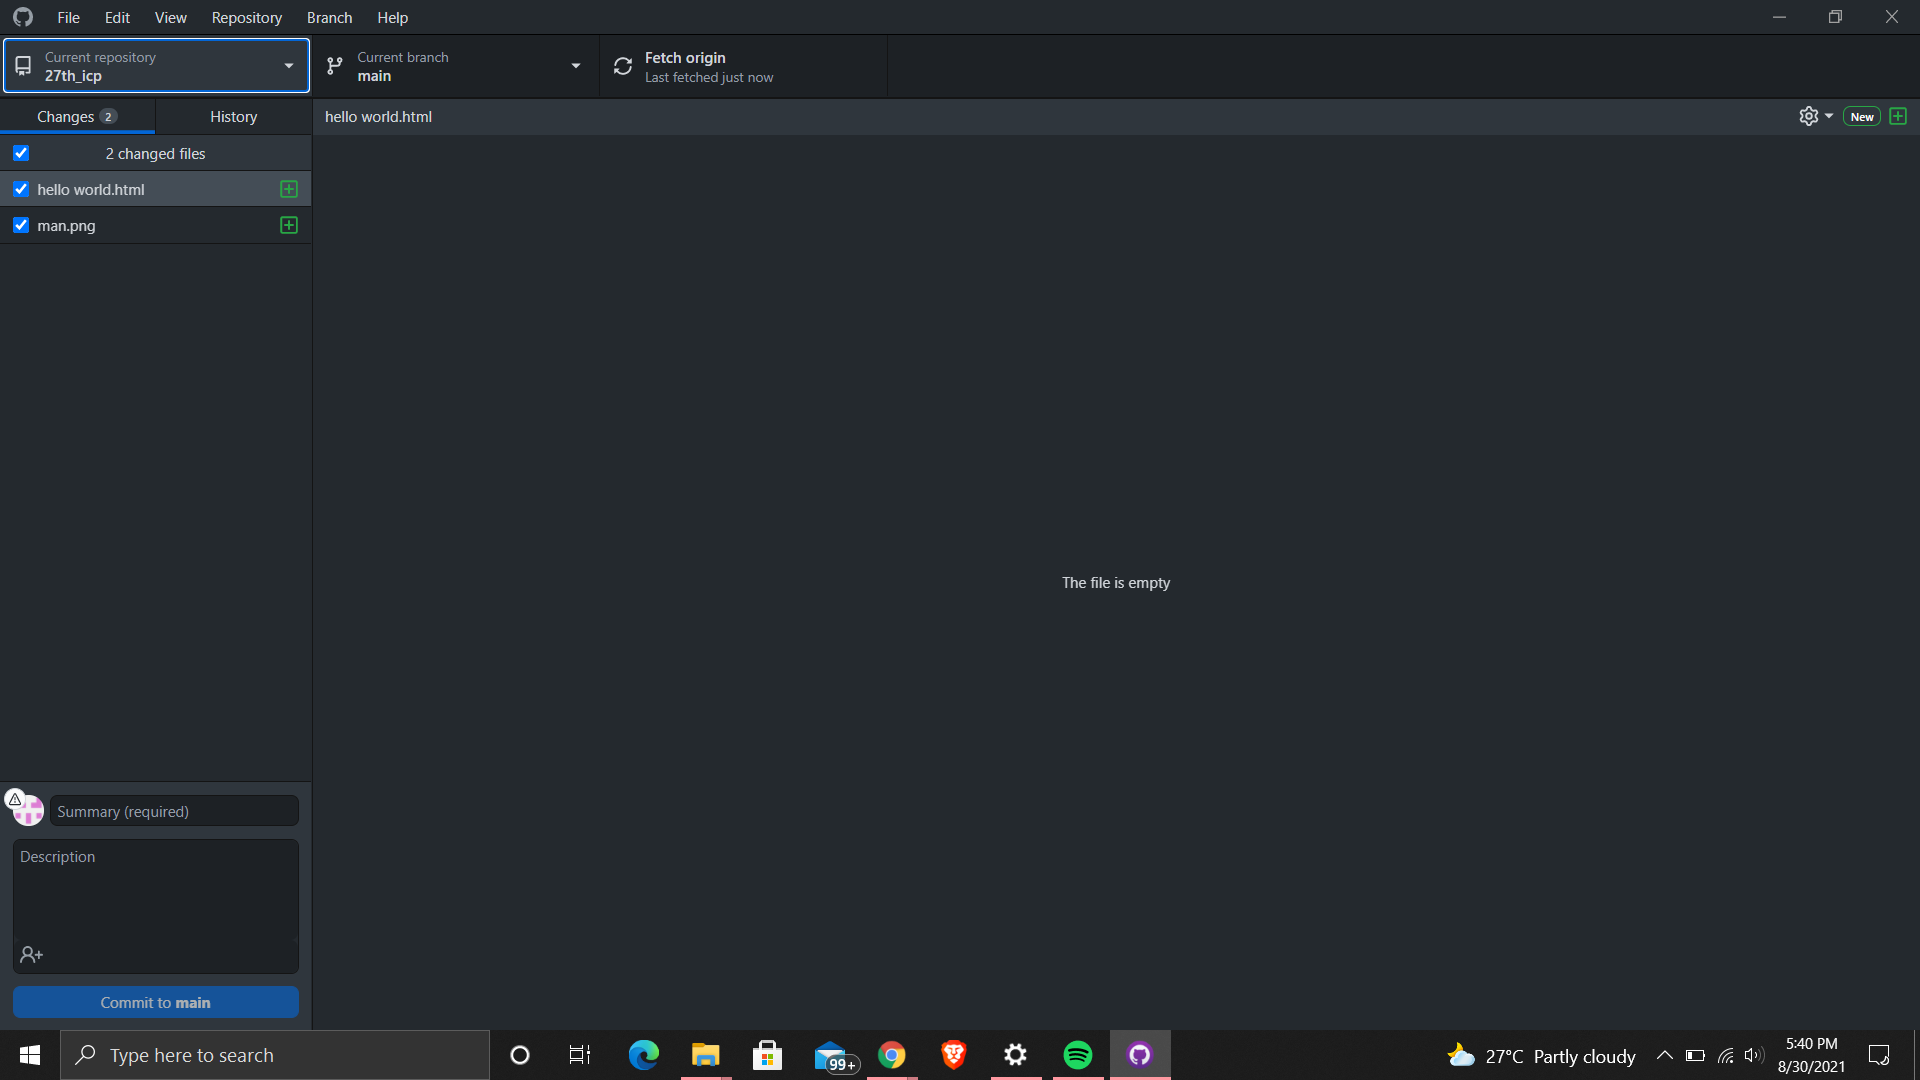 File Edit View Repository Branch Help
Current repository
27th_icp
Current branch
main
Fetch origin
Last fetched just now
Changes 2
History
hello world.html
New
2 changed files
hello world.html
man.png
The file is empty
Summary (required)
Description
Commit to main
Type here to search
99+
27°C Partly cloudy
5:40 PM
8/30/2021